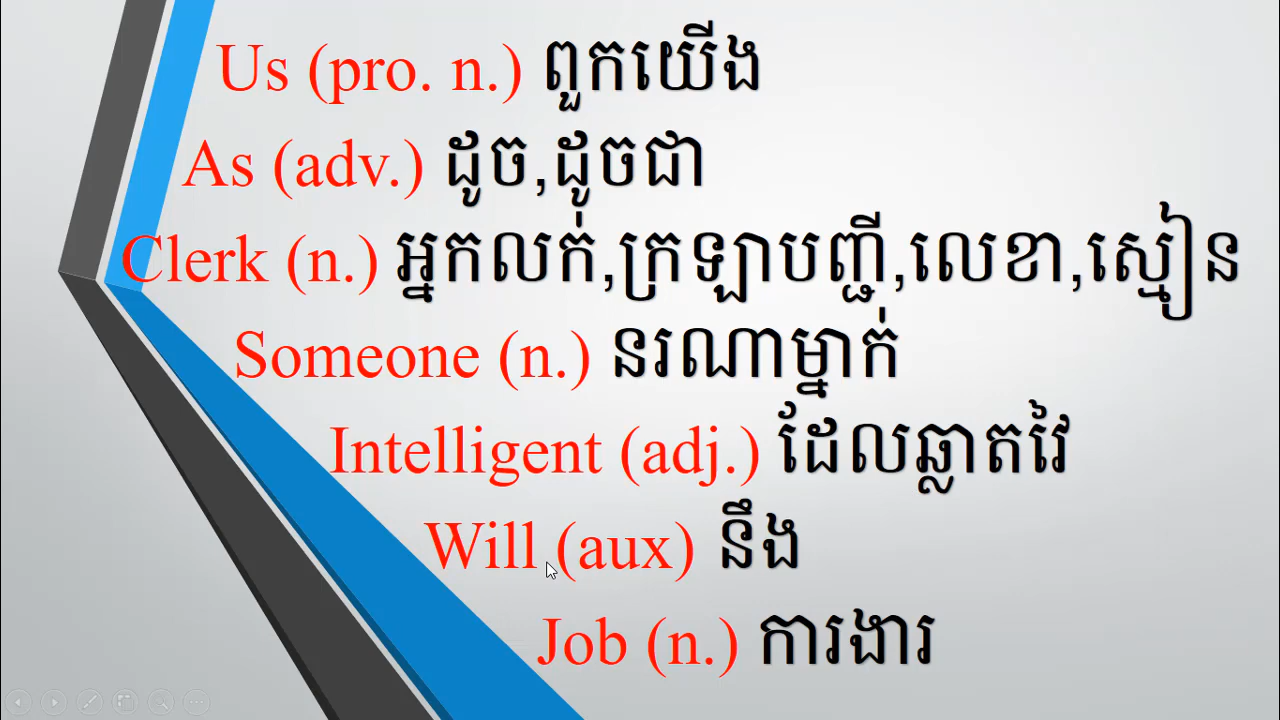 Us (pro. n.) ពួកយើង
As (adv.) ដូច,ដូចជា
Clerk (n.) អ្នកលក់,ក្រឡាបញ្ជី,លេខា,ស្មៀន
Someone (n.) នរណាម្នាក់
Intelligent (adj.) ដែលឆ្លាតវៃ
Will (aux) នឹង
Job (n.) ការងារ